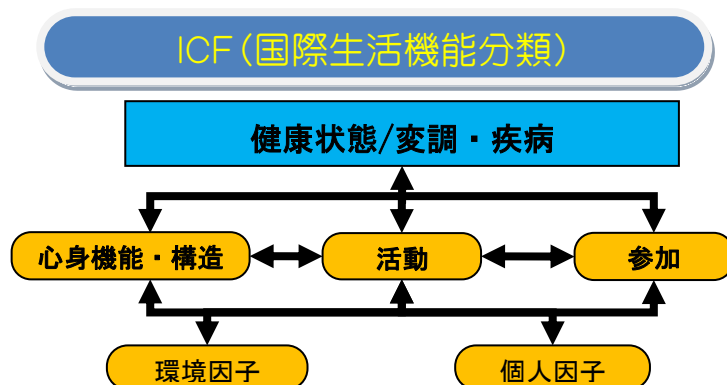 ICF(国際生活機能分類)
健康状態/変調・疾病
心身機能・構造
活動
参加
環境因子
個人因子